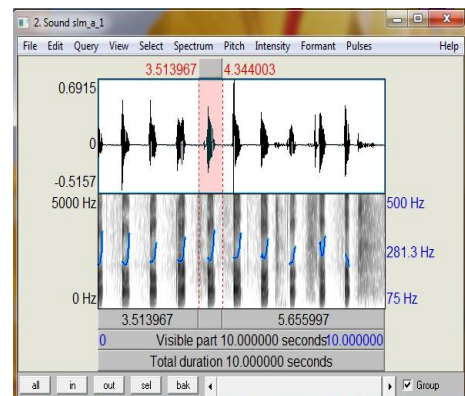 2. Sound slm_a_1
File Edit Query View Select Spectrum Pitch Intensity Formant Pulses Help
3.513967 4.344003
0.6915
0
-0.5157
5000 Hz 500 Hz
281.3 Hz
0 Hz 75 Hz
3.513967 5.655997
0 Visible part 10.000000 seconds 10.000000
Total duration 10.000000 seconds
all in out sel bak Group